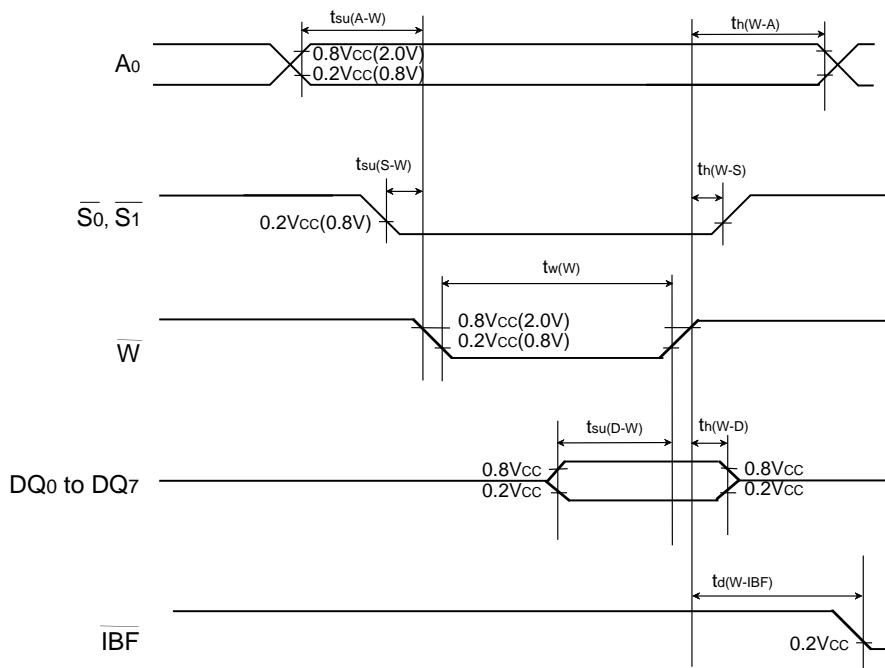 tsu(A-W)
th(W-A)
A0
0.8VCC(2.0V)
0.2VCC(0.8V)
tsu(S-W)
th(W-S)
S0, S1
0.2VCC(0.8V)
tw(W)
W
0.8VCC(2.0V)
0.2VCC(0.8V)
tsu(D-W)
th(W-D)
DQ0 to DQ7
0.8VCC
0.2VCC
0.8VCC
0.2VCC
td(W-IBF)
IBF
0.2VCC